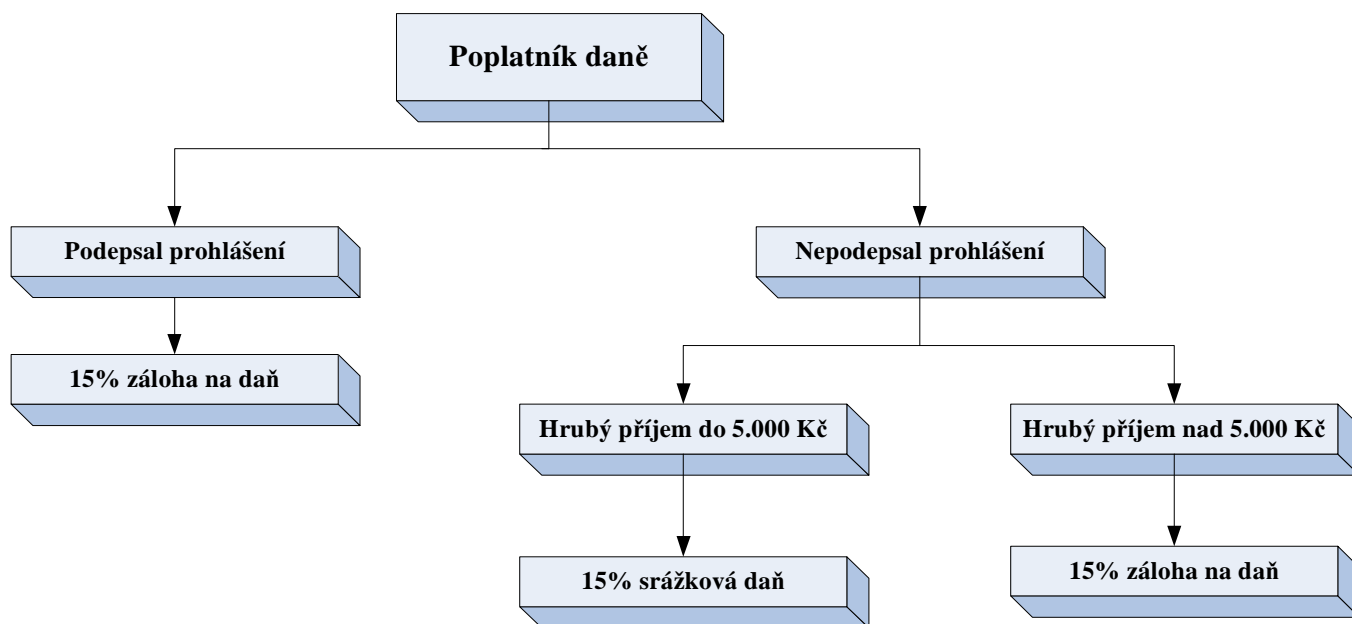 Poplatník daně
Podepsal prohlášení
Nepodepsal prohlášení
15% záloha na daň
Hrubý příjem do 5.000 Kč
Hrubý příjem nad 5.000 Kč
15% srážková daň
15% záloha na daň